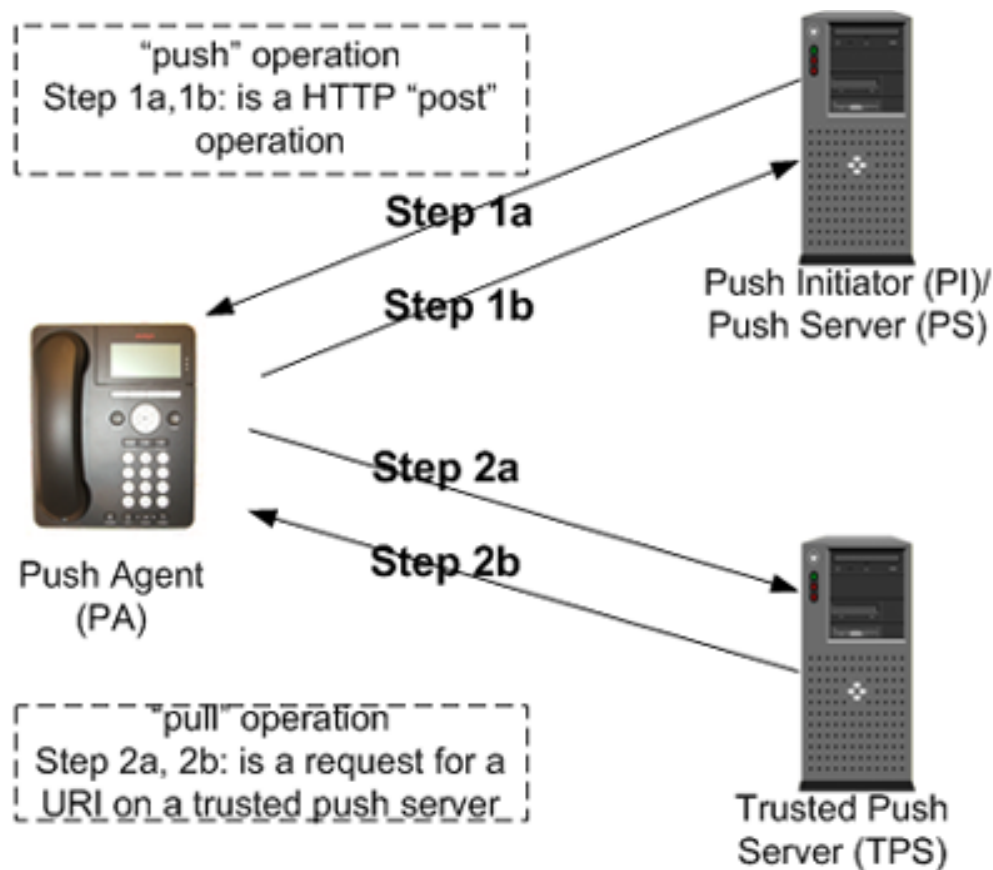 “push” operation
Step 1a,1b: is a HTTP “post”
operation
Step 1a
Step 1b
Push Initiator (PI)/
Push Server (PS)
Push Agent
(PA)
Step 2a
Step 2b
“pull” operation
Step 2a, 2b: is a request for a
URI on a trusted push server
Trusted Push
Server (TPS)